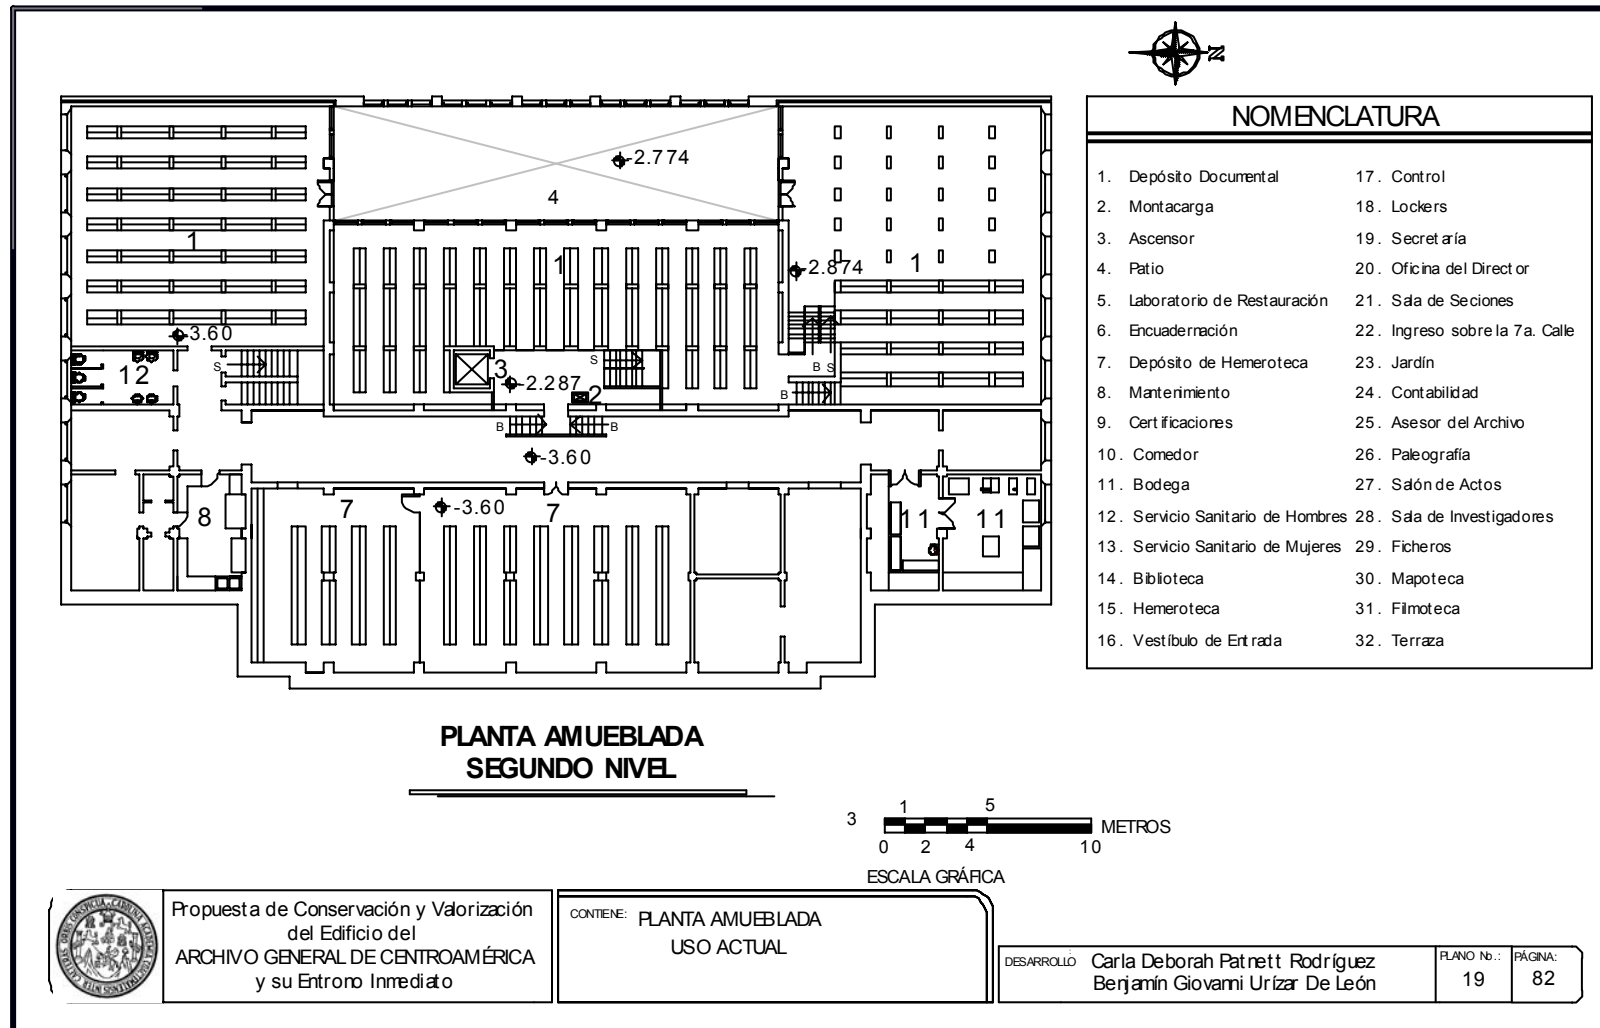 N
NOMENCLATURA
1. Depósito Documental
2. Montacarga
3. Ascensor
4. Patio
5. Laboratorio de Restauración
6. Encuadernación
7. Depósito de Hemeroteca
8. Mantenimiento
9. Certificaciones
10. Comedor
11. Bodega
12. Servicio Sanitario de Hombres
13. Servicio Sanitario de Mujeres
14. Biblioteca
15. Hemeroteca
16. Vestíbulo de Entrada
17. Control
18. Lockers
19. Secretaría
20. Oficina del Director
21. Sala de Seciones
22. Ingreso sobre la 7a. Calle
23. Jardín
24. Contabilidad
25. Asesor del Archivo
26. Paleografía
27. Salón de Actos
28. Sala de Investigadores
29. Ficheros
30. Mapoteca
31. Filmoteca
32. Terraza
-2.774
4
1
1
-2.874
1
-3.60
12
S
3
S
-2.287
2
B S
B
B
B
-3.60
7
-3.60
7
8
11
11
PLANTA AMUEBLADA
SEGUNDO NIVEL
3
1 5
METROS
0 2 4 10
ESCALA GRÁFICA
Propuesta de Conservación y Valorización
del Edificio del
ARCHIVO GENERAL DE CENTROAMÉRICA
y su Entrono Inmediato
CONTIENE: PLANTA AMUEBLADA
USO ACTUAL
DESARROLLÓ: Carla Deborah Patnett Rodríguez
Benjamín Giovanni Urízar De León
PLANO No.:
19
PÁGINA:
82